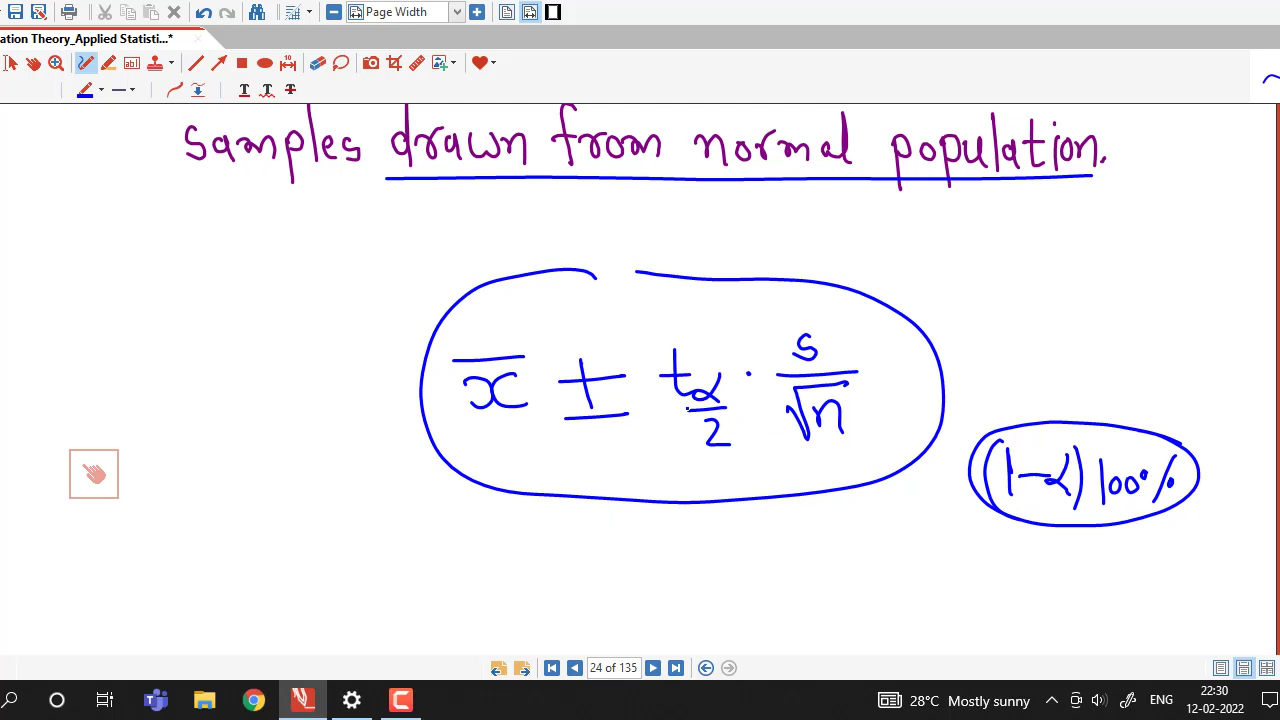 Page Width
ation Theory_Applied Statisti...*
samples drawn from normal population.
x̄ ± t α/2 · s/√n
(1-α) 100%
24 of 135
28°C Mostly sunny
ENG
22:30
12-02-2022